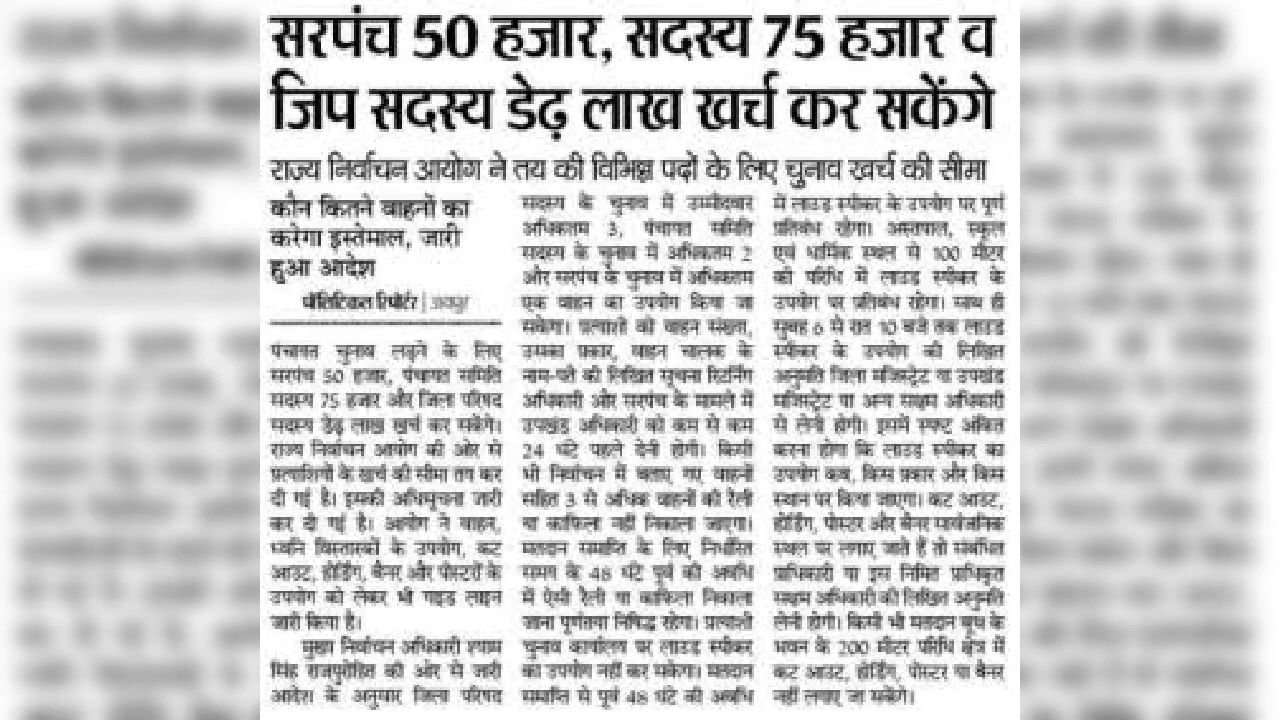 सरपंच 50 हजार, सदस्य 75 हजार व
जिप सदस्य डेढ़ लाख खर्च कर सकेंगे
राज्य निर्वाचन आयोग ने तय की विभिन्न पदों के लिए चुनाव खर्च की सीमा
कौन कितने वाहनों का
करेगा इस्तेमाल, जारी
हुआ आदेश
पॉलिटिकल रिपोर्टर | जयपुर
पंचायत चुनाव लड़ने के लिए
सरपंच 50 हजार, पंचायत समिति
सदस्य 75 हजार और जिला परिषद
सदस्य डेढ़ लाख खर्च कर सकेंगे।
राज्य निर्वाचन आयोग की ओर से
प्रत्याशियों के खर्च की सीमा तय कर
दी गई है। इसकी अधिसूचना जारी
कर दी गई है। आयोग ने वाहन,
ध्वनि विस्तारकों के उपयोग, कट
आउट, होर्डिंग, बैनर और पोस्टरों के
उपयोग को लेकर भी गाइड लाइन
जारी किया है।
मुख्य निर्वाचन अधिकारी श्याम
सिंह राजपुरोहित की ओर से जारी
आदेश के अनुसार जिला परिषद
सदस्य के चुनाव में उम्मीदवार
अधिकतम 3, पंचायत समिति
सदस्य के चुनाव में अधिकतम 2
और सरपंच के चुनाव में अधिकतम
एक वाहन का उपयोग किया जा
सकेगा। प्रत्याशी को वाहन संख्या,
उसका प्रकार, वाहन चालक के
नाम-पते की लिखित सूचना रिटर्निंग
अधिकारी और सरपंच के मामले में
उपखंड अधिकारी को कम से कम
24 घंटे पहले देनी होगी। किसी
भी निर्वाचन में बताए गए वाहनों
सहित 3 से अधिक वाहनों की रैली
या काफिला नहीं निकाला जाएगा।
मतदान समाप्ति के लिए निर्धारित
समय के 48 घंटे पूर्व की अवधि
में ऐसी रैली या काफिला निकाला
जाना पूर्णतया निषिद्ध रहेगा। प्रत्याशी
चुनाव कार्यालय पर लाउड स्पीकर
का उपयोग नहीं कर सकेगा। मतदान
समाप्ति से पूर्व 48 घंटे की अवधि
में लाउड स्पीकर के उपयोग पर पूर्ण
प्रतिबंध रहेगा। अस्पताल, स्कूल
एवं धार्मिक स्थान से 100 मीटर
की परिधि में लाउड स्पीकर के
उपयोग पर प्रतिबंध रहेगा। साथ ही
सुबह 6 से रात 10 बजे तक लाउड
स्पीकर के उपयोग की लिखित
अनुमति जिला मजिस्ट्रेट या उपखंड
मजिस्ट्रेट या अन्य सक्षम अधिकारी
से लेनी होगी। इसमें स्पष्ट अंकित
करना होगा कि लाउड स्पीकर का
उपयोग कब, किस प्रकार और किस
स्थान पर किया जाएगा। कट आउट,
होर्डिंग, पोस्टर और बैनर सार्वजनिक
स्थल पर लगाए जाते हैं तो संबंधित
प्राधिकारी या इस निमित प्राधिकृत
सक्षम अधिकारी की लिखित अनुमति
लेनी होगी। किसी भी मतदान बूथ के
भवन के 200 मीटर परिधि क्षेत्र में
कट आउट, होर्डिंग, पोस्टर या बैनर
नहीं लगाए जा सकेंगे।